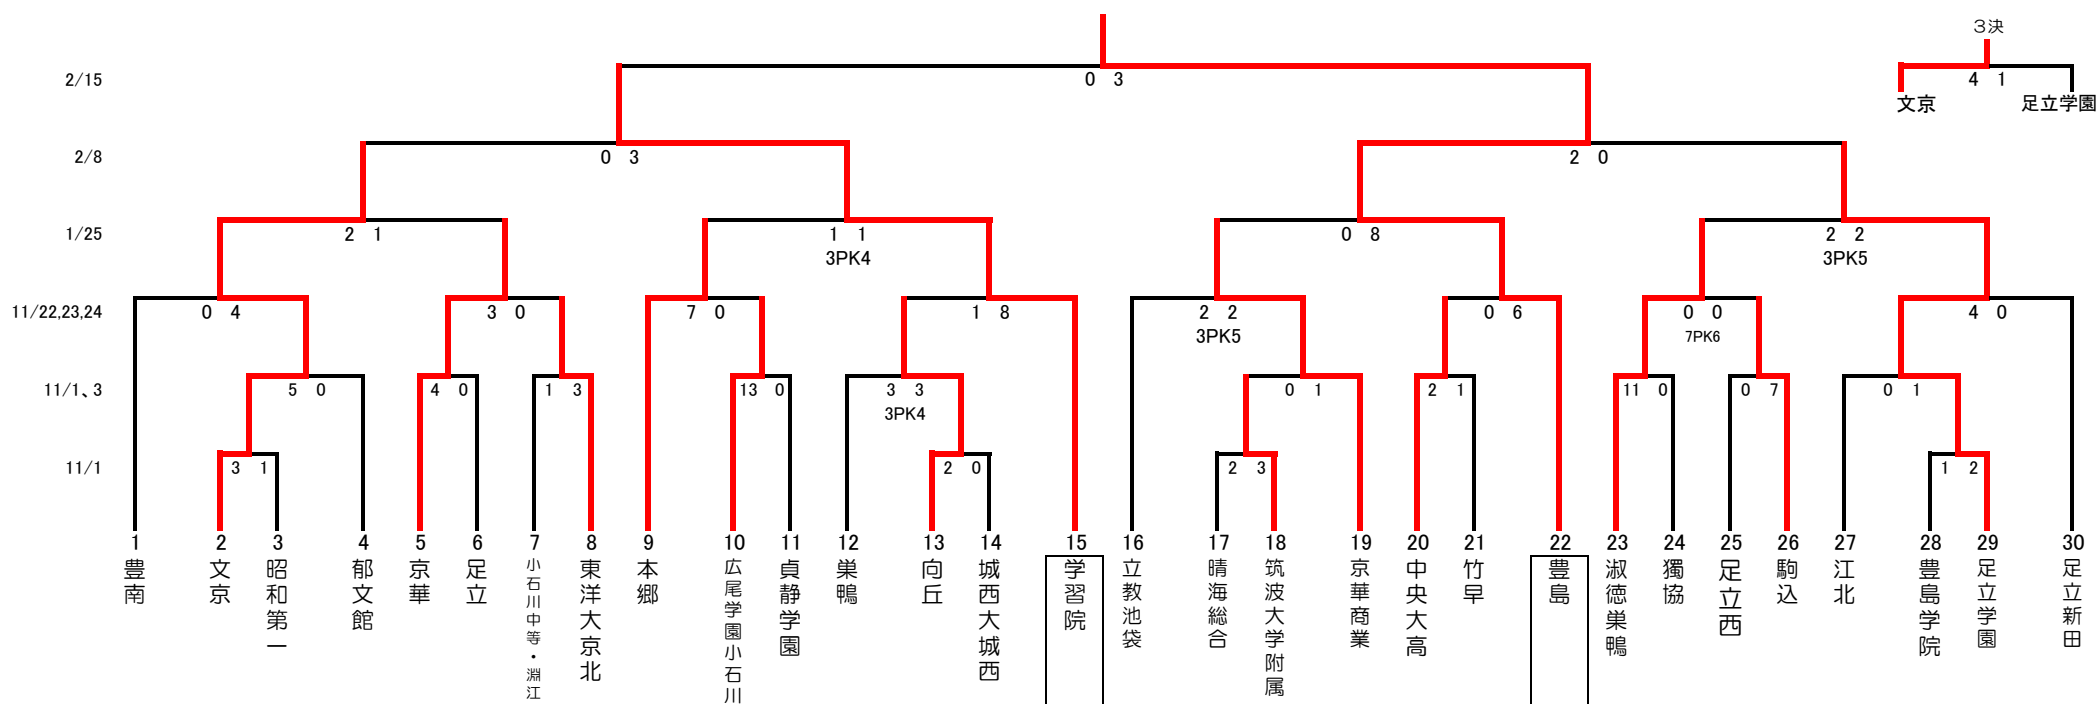 3決
2/15
0 3
4 1
文京 足立学園
2/8
0 3
2 0
1/25
2 1
1 1
0 8
2 2
3PK4
3PK5
11/22,23,24
0 4
3 0
7 0
1 8
2 2
0 6
0 0
4 0
3PK5
7PK6
11/1、3
5 0
4 0
1 3
13 0
3 3
0 1
2 1
11 0
0 7
0 1
3PK4
11/1
3 1
2 0
2 3
1 2
1
豊南
2
文京
3
昭和第一
4
郁文館
5
京華
6
足立
7
小石川中等・淵江
8
東洋大京北
9
本郷
10
広尾学園小石川
11
貞静学園
12
巣鴨
13
向丘
14
城西大城西
15
学習院
16
立教池袋
17
晴海総合
18
筑波大学附属
19
京華商業
20
中央大高
21
竹早
22
豊島
23
淑徳巣鴨
24
獨協
25
足立西
26
駒込
27
江北
28
豊島学院
29
足立学園
30
足立新田